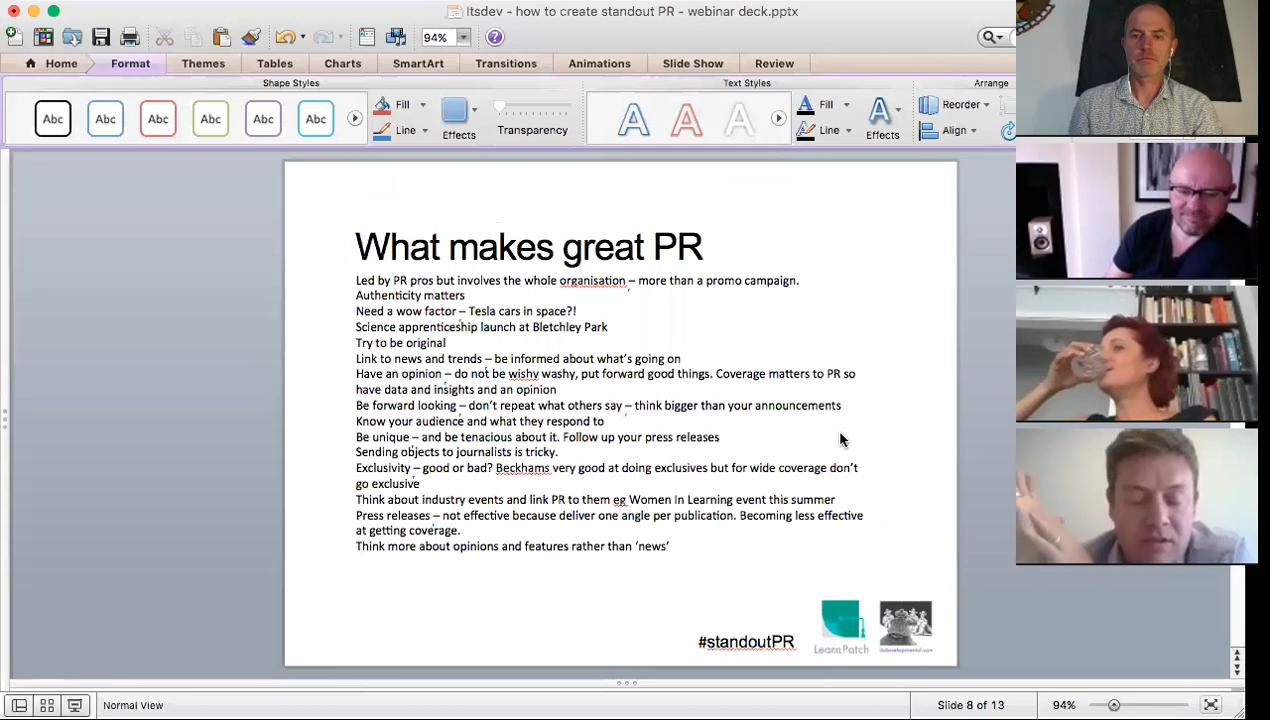 ltsdev - how to create standout PR - webinar deck.pptx
94%
Home Format Themes Tables Charts SmartArt Transitions Animations Slide Show Review
Shape Styles Text Styles Arrange
Abc Abc Abc Abc Abc Abc
Fill
Line
Effects
Transparency
A A A
Fill
Line
Effects
Reorder
Align
What makes great PR
Led by PR pros but involves the whole organisation – more than a promo campaign.
Authenticity matters
Need a wow factor – Tesla cars in space?!
Science apprenticeship launch at Bletchley Park
Try to be original
Link to news and trends – be informed about what's going on
Have an opinion – do not be wishy washy, put forward good things. Coverage matters to PR so
have data and insights and an opinion
Be forward looking – don't repeat what others say – think bigger than your announcements
Know your audience and what they respond to
Be unique – and be tenacious about it. Follow up your press releases
Sending objects to journalists is tricky.
Exclusivity – good or bad? Beckhams very good at doing exclusives but for wide coverage don't
go exclusive
Think about industry events and link PR to them eg Women In Learning event this summer
Press releases – not effective because deliver one angle per publication. Becoming less effective
at getting coverage.
Think more about opinions and features rather than 'news'
#standoutPR
LearnPatch
Normal View
Slide 8 of 13
94%